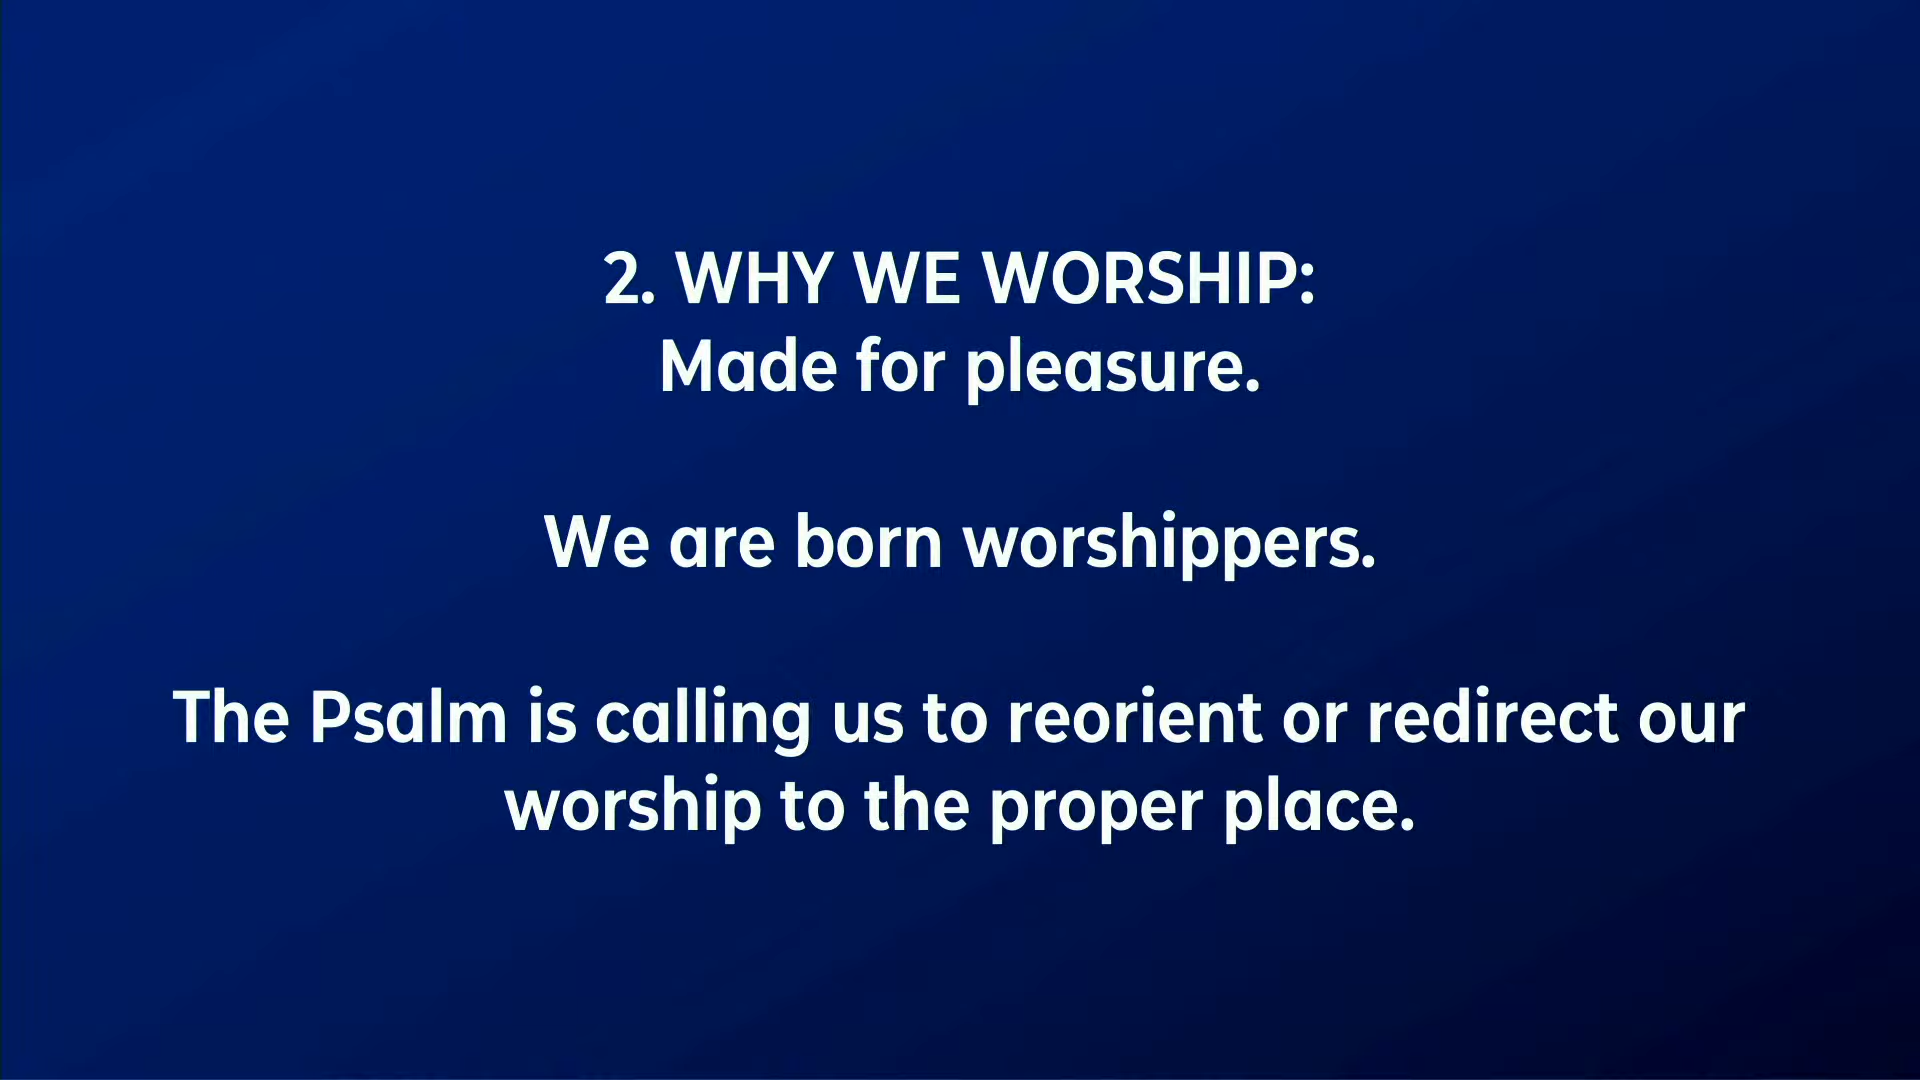 2. WHY WE WORSHIP:
Made for pleasure.
We are born worshippers.
The Psalm is calling us to reorient or redirect our
worship to the proper place.